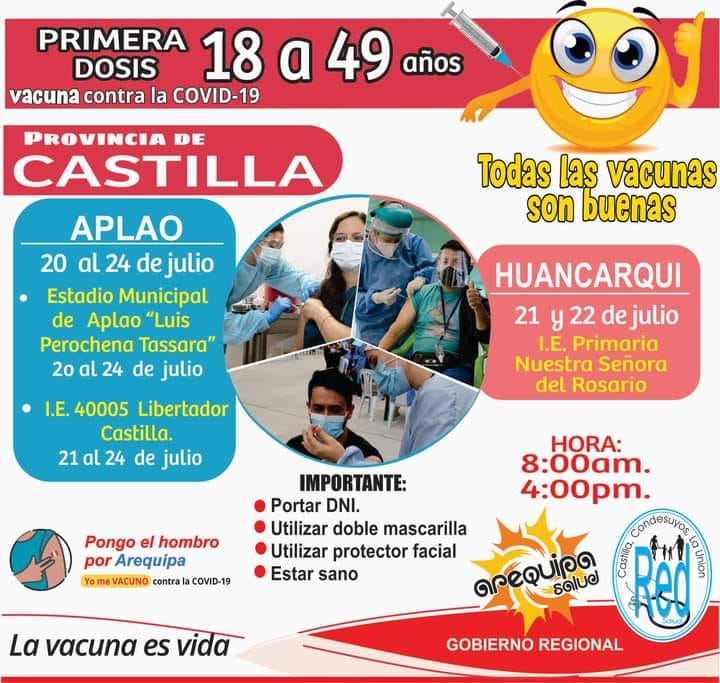 PRIMERA
DOSIS
18 a 49 años
vacuna contra la COVID-19
PROVINCIA DE
CASTILLA
Todas las vacunas
son buenas
APLAO
20 al 24 de julio
• Estadio Municipal
de Aplao “Luis
Perochena Tassara”
2o al 24 de julio
• I.E. 40005 Libertador
Castilla.
21 al 24 de julio
HUANCARQUI
21 y 22 de julio
I.E. Primaria
Nuestra Señora
del Rosario
HORA:
8:00am.
4:00pm.
IMPORTANTE:
• Portar DNI.
• Utilizar doble mascarilla
• Utilizar protector facial
• Estar sano
Pongo el hombro
por Arequipa
Yo me VACUNO contra la COVID-19
arequipa
salud
Castilla, Condesuyos, La Union
Red
de
Salud
La vacuna es vida
GOBIERNO REGIONAL